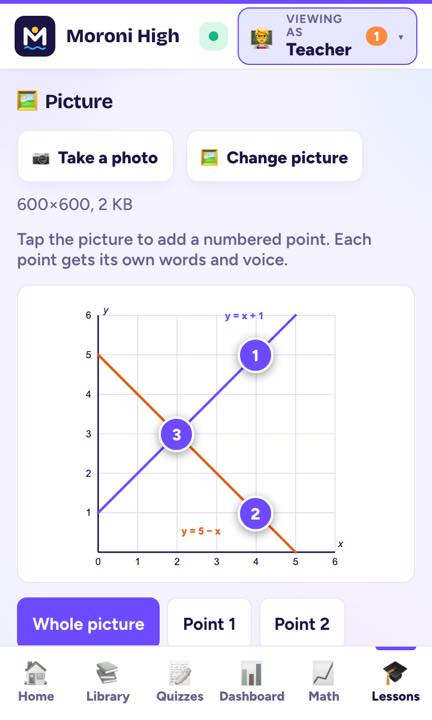 Moroni High
VIEWING AS
Teacher
1
Picture
Take a photo
Change picture
600×600, 2 KB
Tap the picture to add a numbered point. Each
point gets its own words and voice.
y
6
y = x + 1
5
1
4
3
3
2
2
1
y = 5 − x
x
0 1 2 3 4 5 6
Whole picture
Point 1
Point 2
Home
Library
Quizzes
Dashboard
Math
Lessons